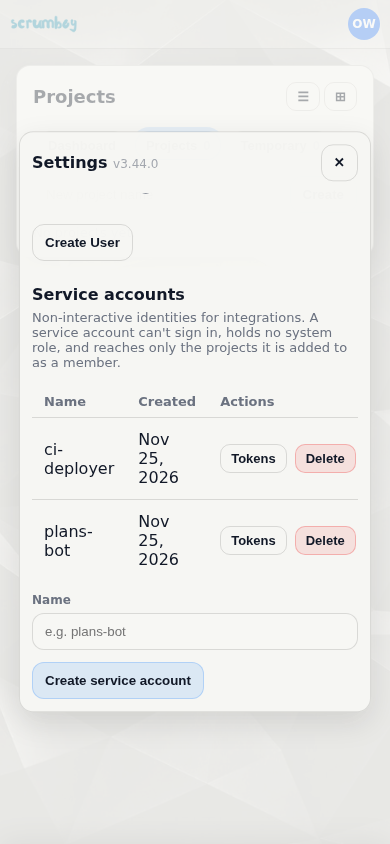 scrumboy
OW
Projects
Settings v3.44.0
Create User
Service accounts
Non-interactive identities for integrations. A
service account can't sign in, holds no system
role, and reaches only the projects it is added to
as a member.
Name Created Actions
ci-
deployer
Nov
25,
2026
Tokens Delete
plans-
bot
Nov
25,
2026
Tokens Delete
Name
e.g. plans-bot
Create service account